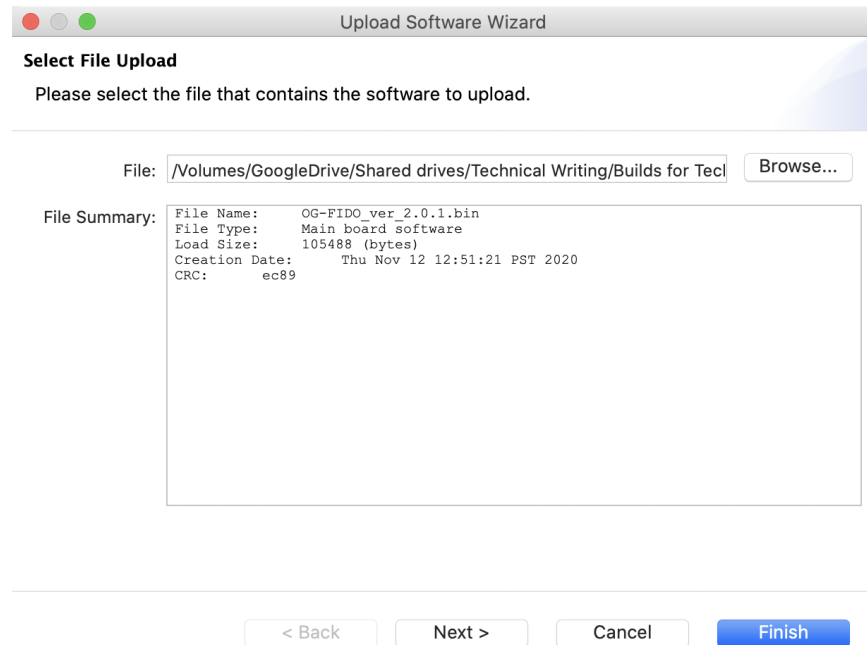 Upload Software Wizard
Select File Upload
Please select the file that contains the software to upload.
File: /Volumes/GoogleDrive/Shared drives/Technical Writing/Builds for Tecl Browse...
File Summary:
File Name: OG-FIDO_ver_2.0.1.bin
File Type: Main board software
Load Size: 105488 (bytes)
Creation Date: Thu Nov 12 12:51:21 PST 2020
CRC: ec89
< Back Next > Cancel Finish